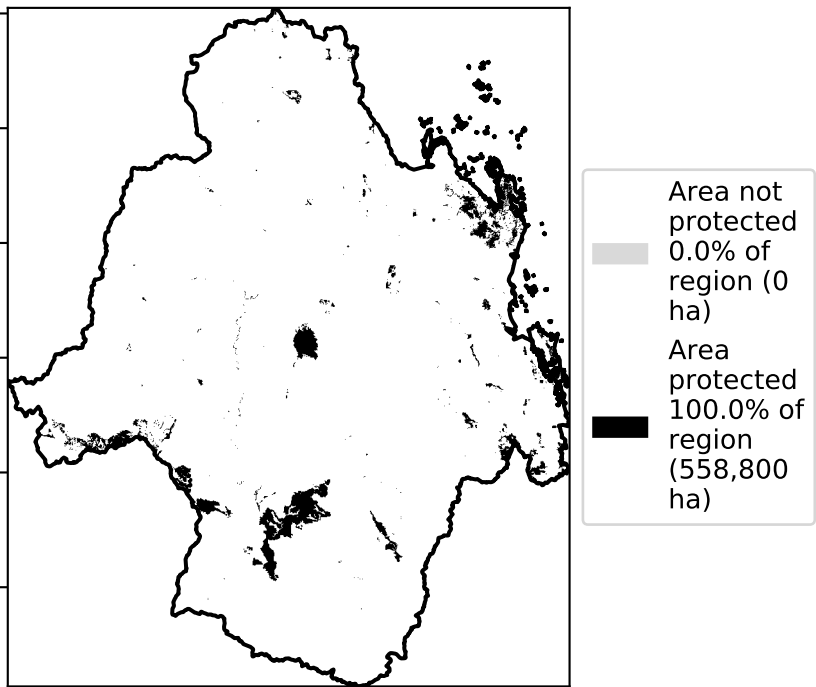 Area not
protected
0.0% of
region (0
ha)
Area
protected
100.0% of
region
(558,800
ha)